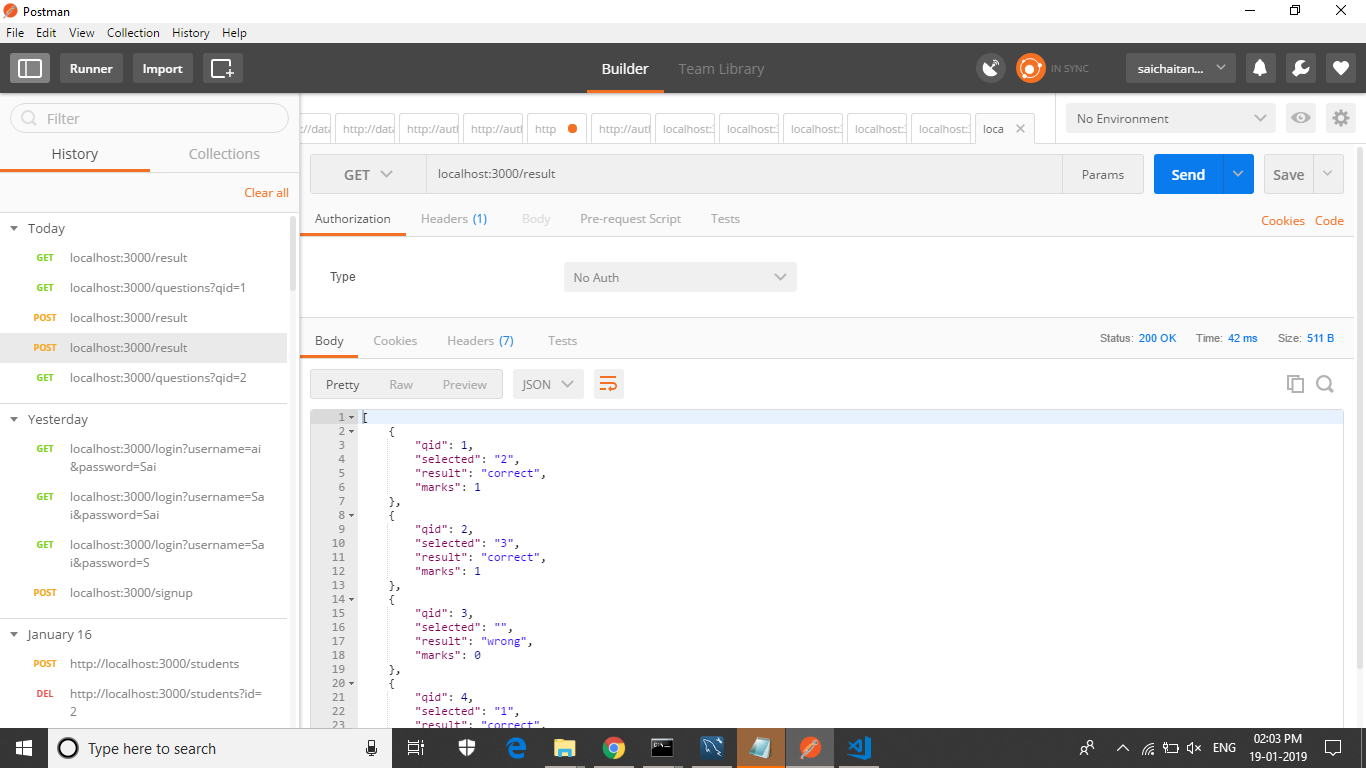 Postman
File Edit View Collection History Help
Runner Import Builder Team Library IN SYNC saichaitan...
Filter
History Collections
Clear all
Today
GET localhost:3000/result
GET localhost:3000/questions?qid=1
POST localhost:3000/result
POST localhost:3000/result
GET localhost:3000/questions?qid=2
Yesterday
GET localhost:3000/login?username=ai
&password=Sai
GET localhost:3000/login?username=Sa
i&password=Sai
GET localhost:3000/login?username=Sa
i&password=S
POST localhost:3000/signup
January 16
POST http://localhost:3000/students
DEL http://localhost:3000/students?id=
2
://data http://data http://autl http://autl http http://autl localhost:3 localhost:3 localhost:3 localhost:3 localhost:3 loca
No Environment
GET localhost:3000/result Params Send Save
Authorization Headers (1) Body Pre-request Script Tests Cookies Code
Type No Auth
Body Cookies Headers (7) Tests Status: 200 OK Time: 42 ms Size: 511 B
Pretty Raw Preview JSON
1 [
2 {
3 "qid": 1,
4 "selected": "2",
5 "result": "correct",
6 "marks": 1
7 },
8 {
9 "qid": 2,
10 "selected": "3",
11 "result": "correct",
12 "marks": 1
13 },
14 {
15 "qid": 3,
16 "selected": "",
17 "result": "wrong",
18 "marks": 0
19 },
20 {
21 "qid": 4,
22 "selected": "1",
23 "result": "correct",
Type here to search
ENG
02:03 PM
19-01-2019